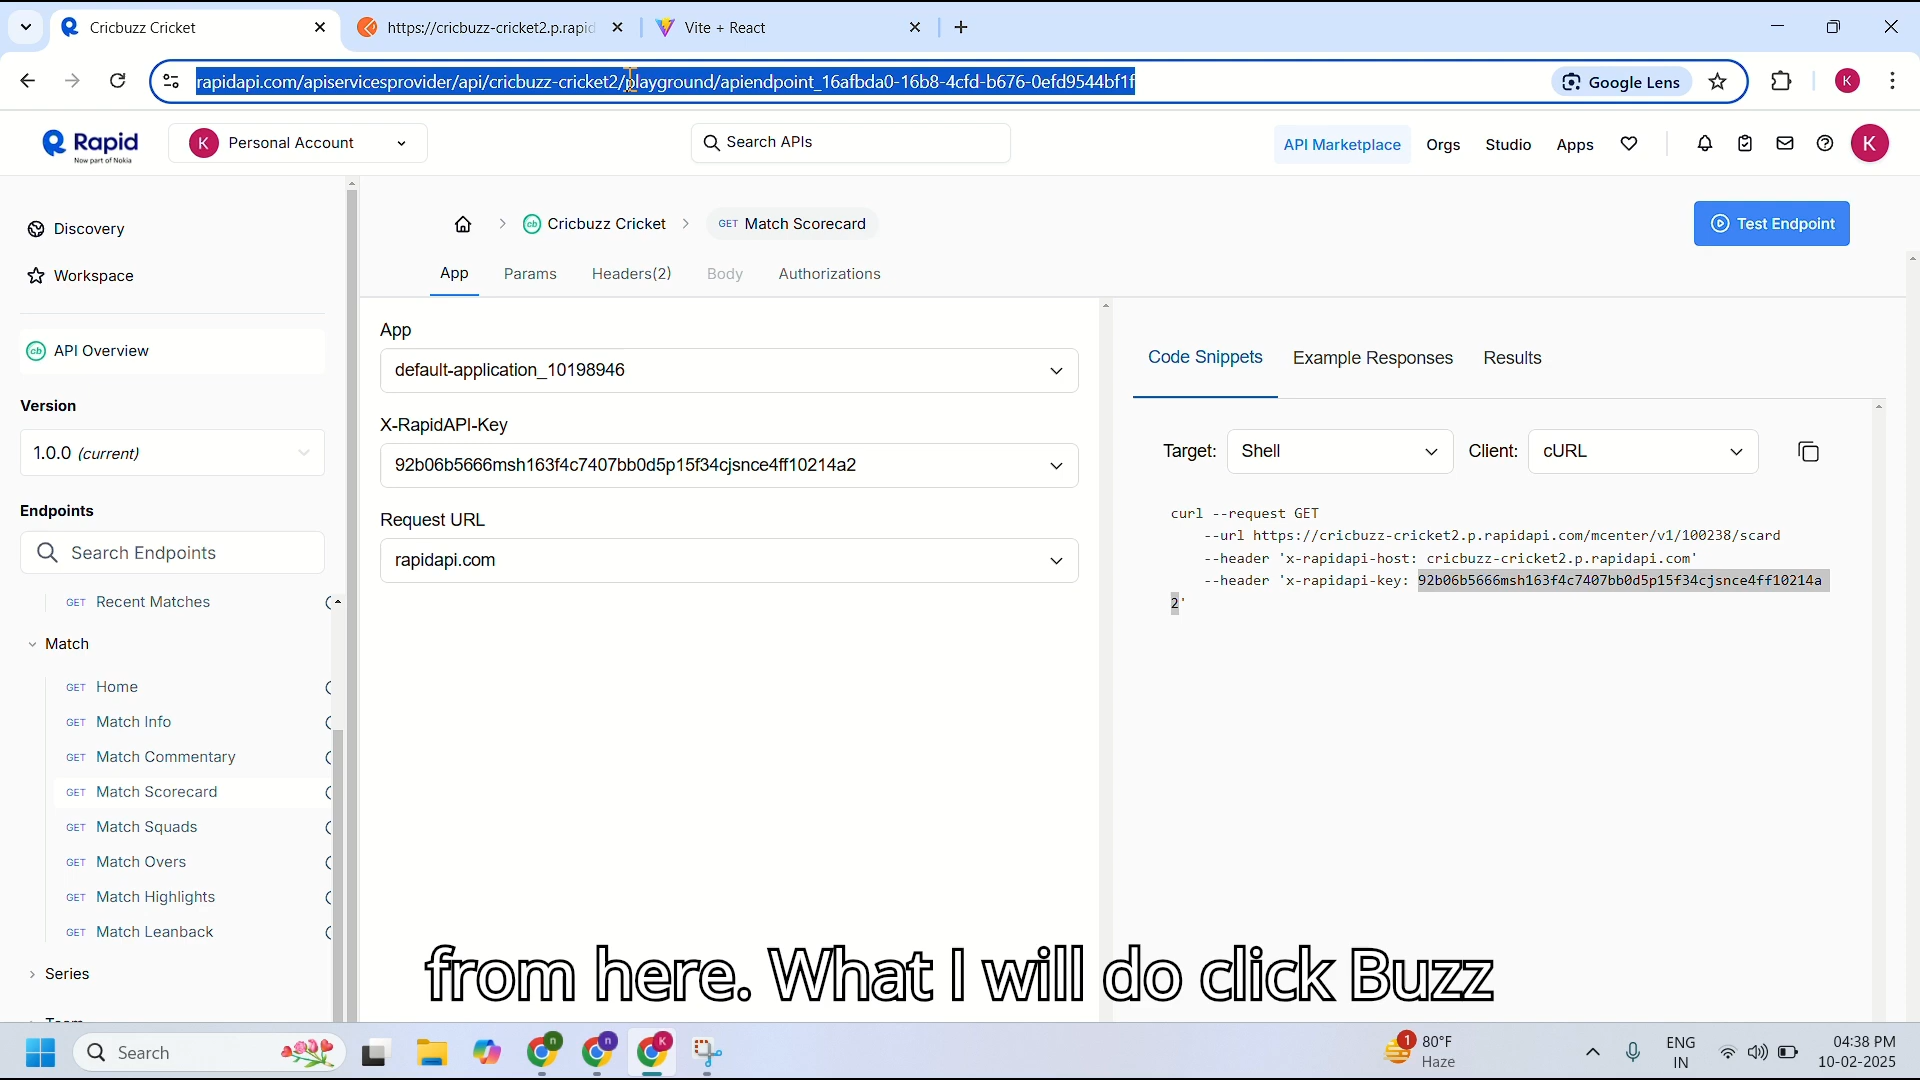 Cricbuzz Cricket
https://cricbuzz-cricket2.p.rapid
Vite + React
rapidapi.com/apiservicesprovider/api/cricbuzz-cricket2/playground/apiendpoint_16afbda0-16b8-4cfd-b676-0efd9544bf1f
Google Lens
K
Rapid
Now part of Nokia
K Personal Account
Search APIs
API Marketplace
Orgs
Studio
Apps
K
Discovery
Workspace
cb API Overview
Version
1.0.0 (current)
Endpoints
Search Endpoints
GET Recent Matches
Match
GET Home
GET Match Info
GET Match Commentary
GET Match Scorecard
GET Match Squads
GET Match Overs
GET Match Highlights
GET Match Leanback
Series
cb Cricbuzz Cricket
GET Match Scorecard
Test Endpoint
App
Params
Headers(2)
Body
Authorizations
App
default-application_10198946
X-RapidAPI-Key
92b06b5666msh163f4c7407bb0d5p15f34cjsnce4ff10214a2
Request URL
rapidapi.com
Code Snippets
Example Responses
Results
Target: Shell
Client: cURL
curl --request GET
--url https://cricbuzz-cricket2.p.rapidapi.com/mcenter/v1/100238/scard
--header 'x-rapidapi-host: cricbuzz-cricket2.p.rapidapi.com'
--header 'x-rapidapi-key: 92b06b5666msh163f4c7407bb0d5p15f34cjsnce4ff10214a
2'
from here. What I will do click Buzz
Search
n
n
K
1
80°F
Haze
ENG
IN
04:38 PM
10-02-2025